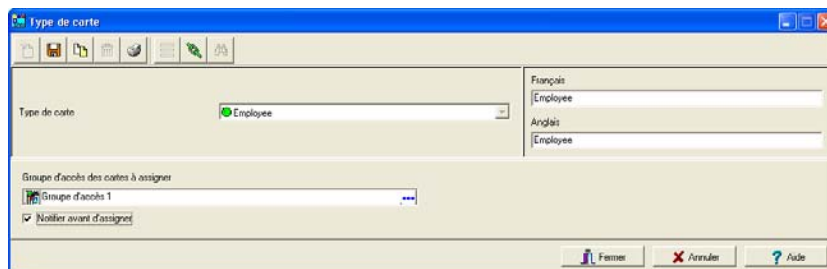 Type de carte
Français
Employee
Type de carte
Employee
Anglais
Employee
Groupe d'accès des cartes à assigner
Groupe d'accès 1
Notifier avant d'assigner
Fermer
Annuler
Aide